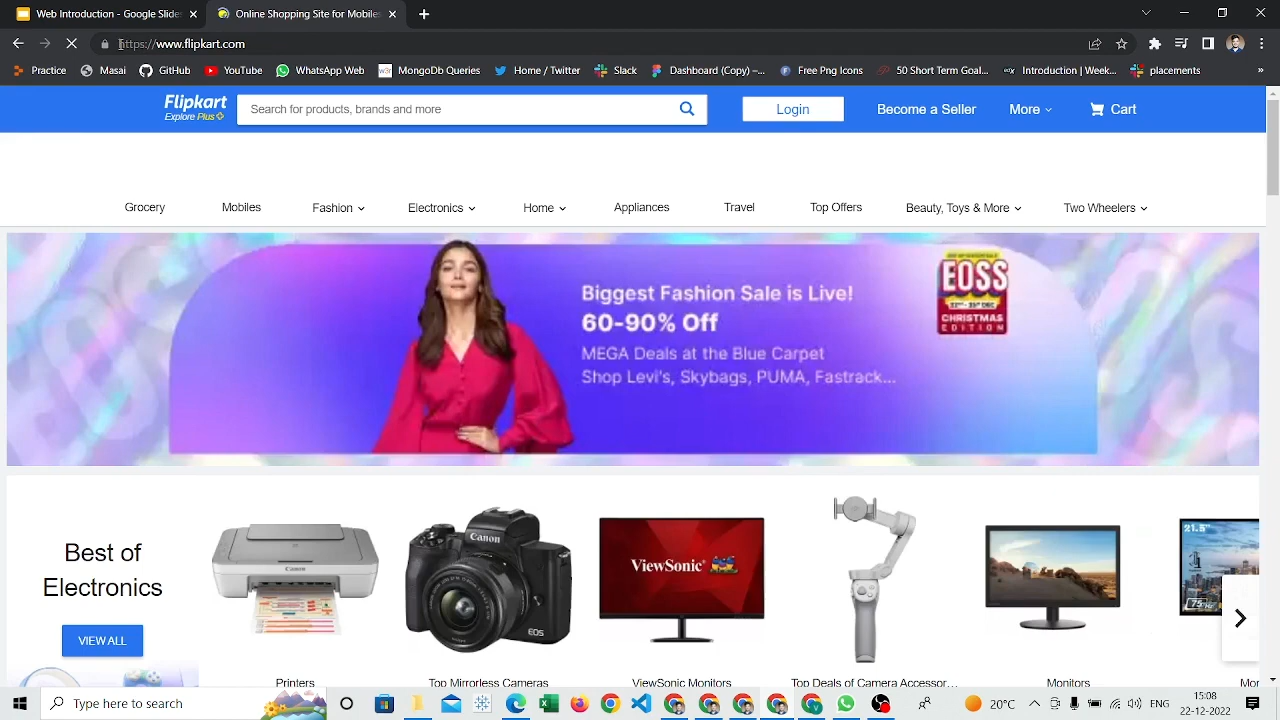 Web Introduction - Google Slides
Online Shopping Site for Mobiles
https://www.flipkart.com
Practice
Masai
GitHub
YouTube
WhatsApp Web
MongoDB Queries
Home / Twitter
Slack
Dashboard (Copy) –...
FreePng Icons
50 Short Term Goal...
Introduction | Week...
placements
»
Flipkart
Explore Plus
Search for products, brands and more
Login
Become a Seller
More
Cart
Grocery
Mobiles
Fashion
Electronics
Home
Appliances
Travel
Top Offers
Beauty, Toys & More
Two Wheelers
Biggest Fashion Sale is Live!
60-90% Off
MEGA Deals at the Blue Carpet
Shop Levi's, Skybags, PUMA, Fastrack...
EOSS
CHRISTMAS
EDITION
Best of
Electronics
VIEW ALL
Canon
Canon
EOS
ViewSonic
21.5"
75Hz
Printers
Top Mirrorless Cameras
ViewSonic Monitors
Top Deals of Camera Accessor...
Monitors
Mor
Type here to search
20°C
ENG
15:08
22-12-2022